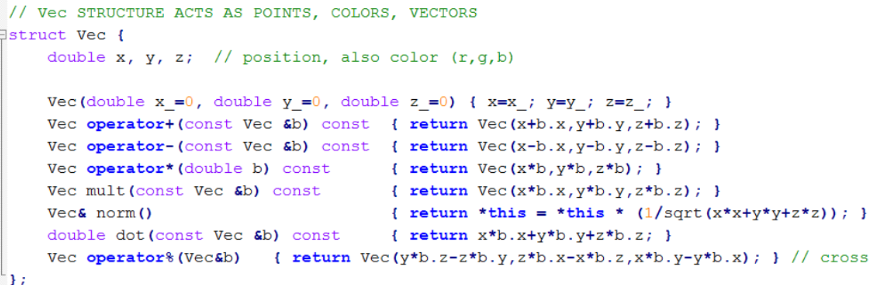 // Vec STRUCTURE ACTS AS POINTS, COLORS, VECTORS
struct Vec {
    double x, y, z;  // position, also color (r,g,b)

    Vec(double x_=0, double y_=0, double z_=0) { x=x_; y=y_; z=z_; }
    Vec operator+(const Vec &b) const  { return Vec(x+b.x,y+b.y,z+b.z); }
    Vec operator-(const Vec &b) const  { return Vec(x-b.x,y-b.y,z-b.z); }
    Vec operator*(double b) const      { return Vec(x*b,y*b,z*b); }
    Vec mult(const Vec &b) const       { return Vec(x*b.x,y*b.y,z*b.z); }
    Vec& norm()                        { return *this = *this * (1/sqrt(x*x+y*y+z*z)); }
    double dot(const Vec &b) const     { return x*b.x+y*b.y+z*b.z; }
    Vec operator%(Vec&b)   { return Vec(y*b.z-z*b.y,z*b.x-x*b.z,x*b.y-y*b.x); } // cross
};